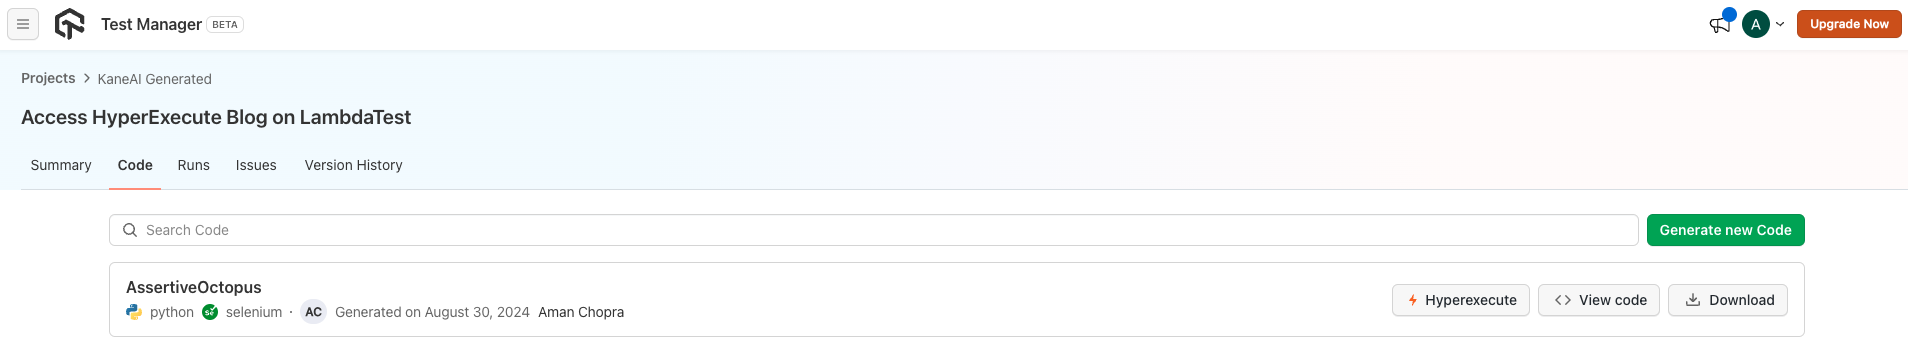 Test Manager BETA
A
Upgrade Now
Projects > KaneAI Generated
Access HyperExecute Blog on LambdaTest
Summary Code Runs Issues Version History
Search Code
Generate new Code
AssertiveOctopus
python selenium · AC Generated on August 30, 2024 Aman Chopra
Hyperexecute <> View code Download